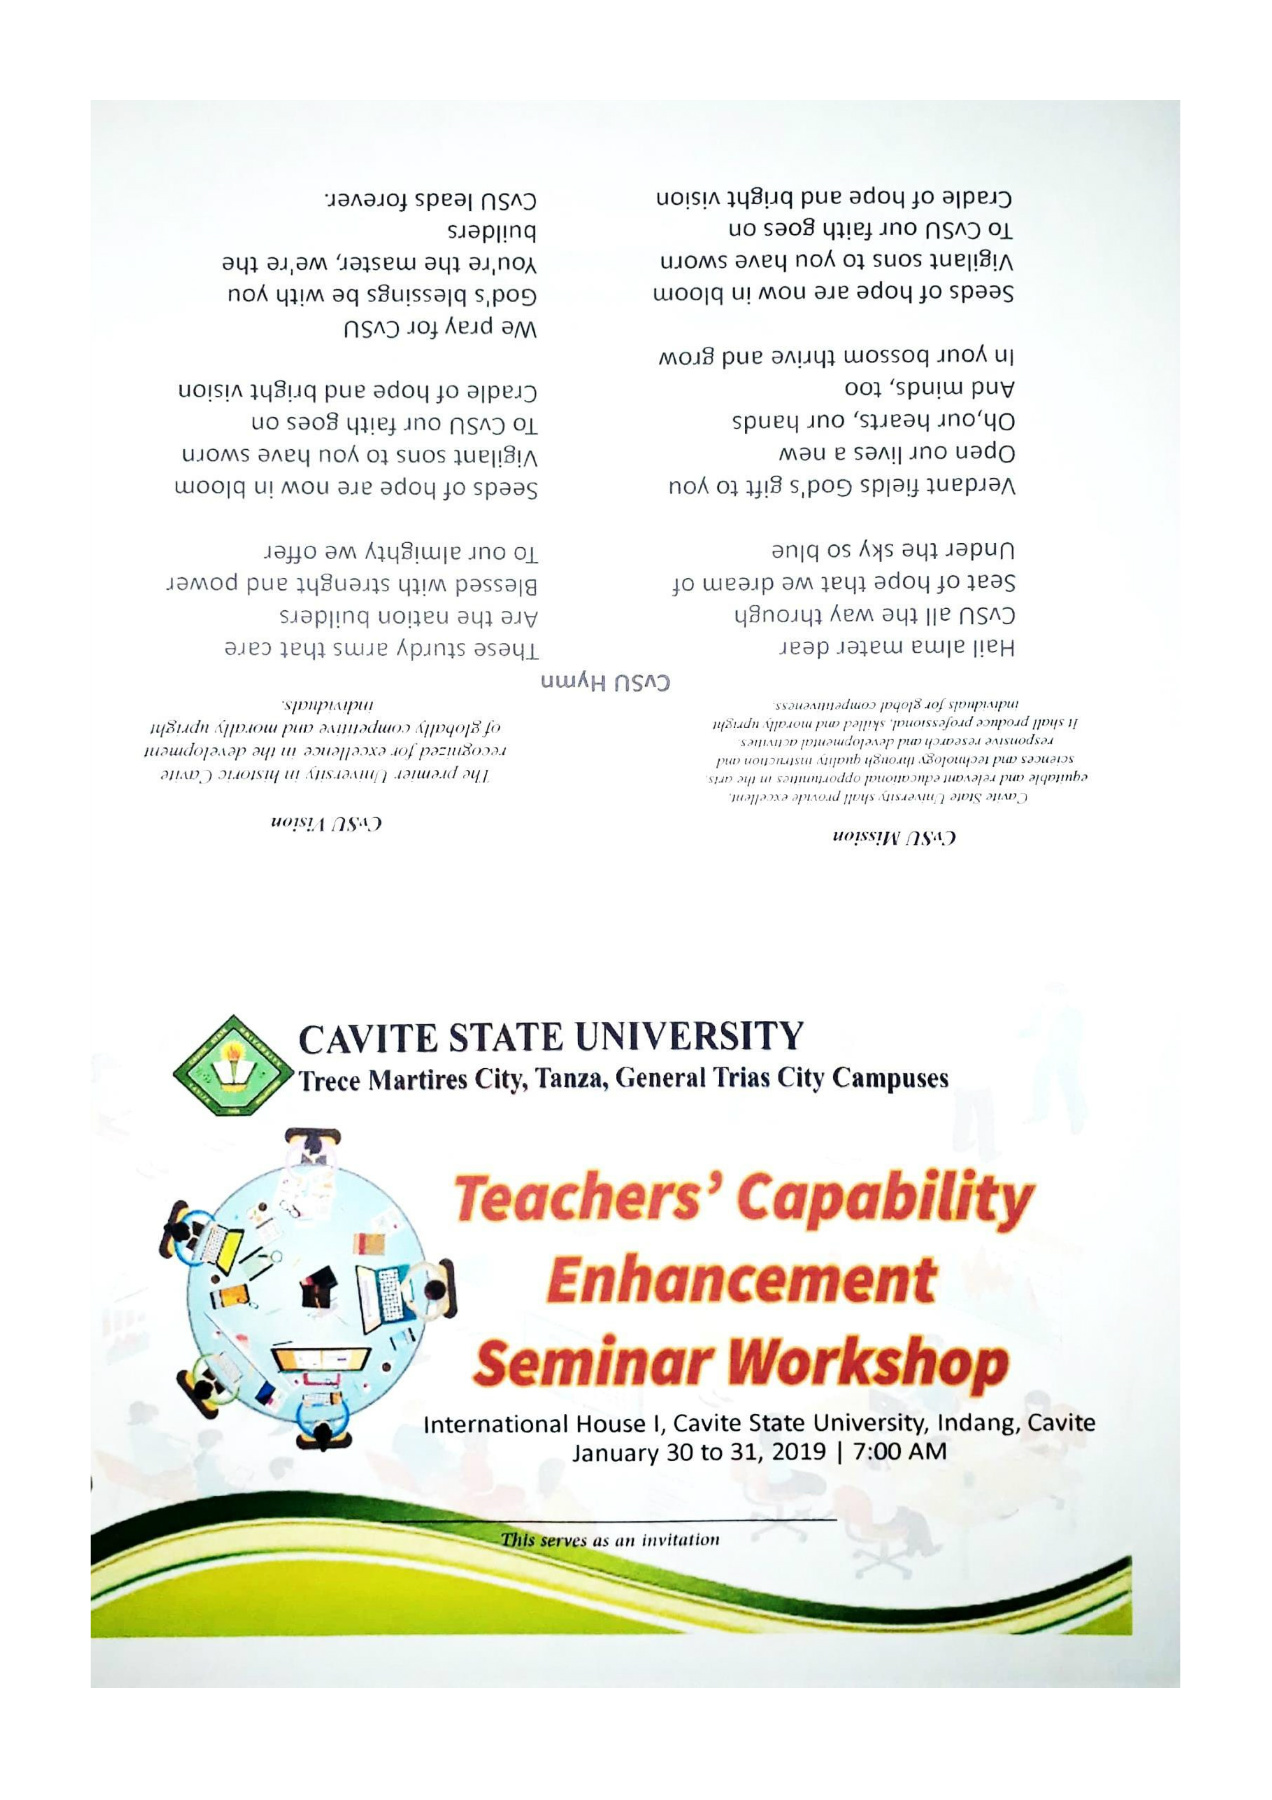 CAVITE STATE UNIVERSITY
Trece Martires City, Tanza, General Trias City Campuses
Teachers’ Capability
Enhancement
Seminar Workshop
International House I, Cavite State University, Indang, Cavite
January 30 to 31, 2019 | 7:00 AM
This serves as an invitation
CvSU Mission
Cavite State University shall provide excellent,
equitable and relevant educational opportunities in the arts,
sciences and technology through quality instruction and
responsive research and developmental activities.
It shall produce professional, skilled and morally upright
individuals for global competitiveness.
CvSU Vision
The premier University in historic Cavite
recognized for excellence in the development
of globally competitive and morally upright
individuals.
CvSU Hymn
Hail alma mater dear
CvSU all the way through
Seat of hope that we dream of
Under the sky so blue
Verdant fields God's gift to you
Open our lives a new
Oh,our hearts, our hands
And minds, too
In your bossom thrive and grow
Seeds of hope are now in bloom
Vigilant sons to you have sworn
To CvSU our faith goes on
Cradle of hope and bright vision
These sturdy arms that care
Are the nation builders
Blessed with strenght and power
To our almighty we offer
Seeds of hope are now in bloom
Vigilant sons to you have sworn
To CvSU our faith goes on
Cradle of hope and bright vision
We pray for CvSU
God's blessings be with you
You're the master, we're the
builders
CvSU leads forever.